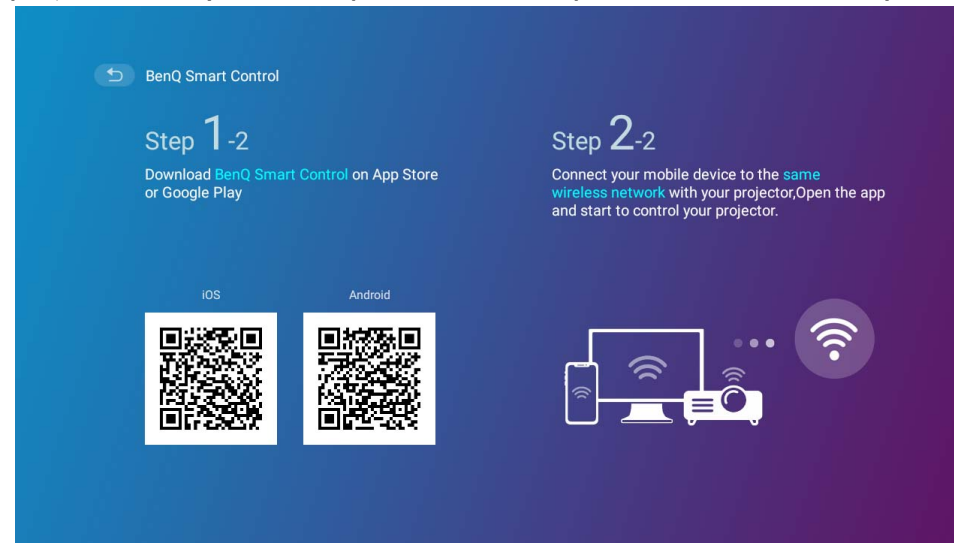 BenQ Smart Control
Step 1-2
Download BenQ Smart Control on App Store
or Google Play
iOS
Android
Step 2-2
Connect your mobile device to the same
wireless network with your projector,Open the app
and start to control your projector.